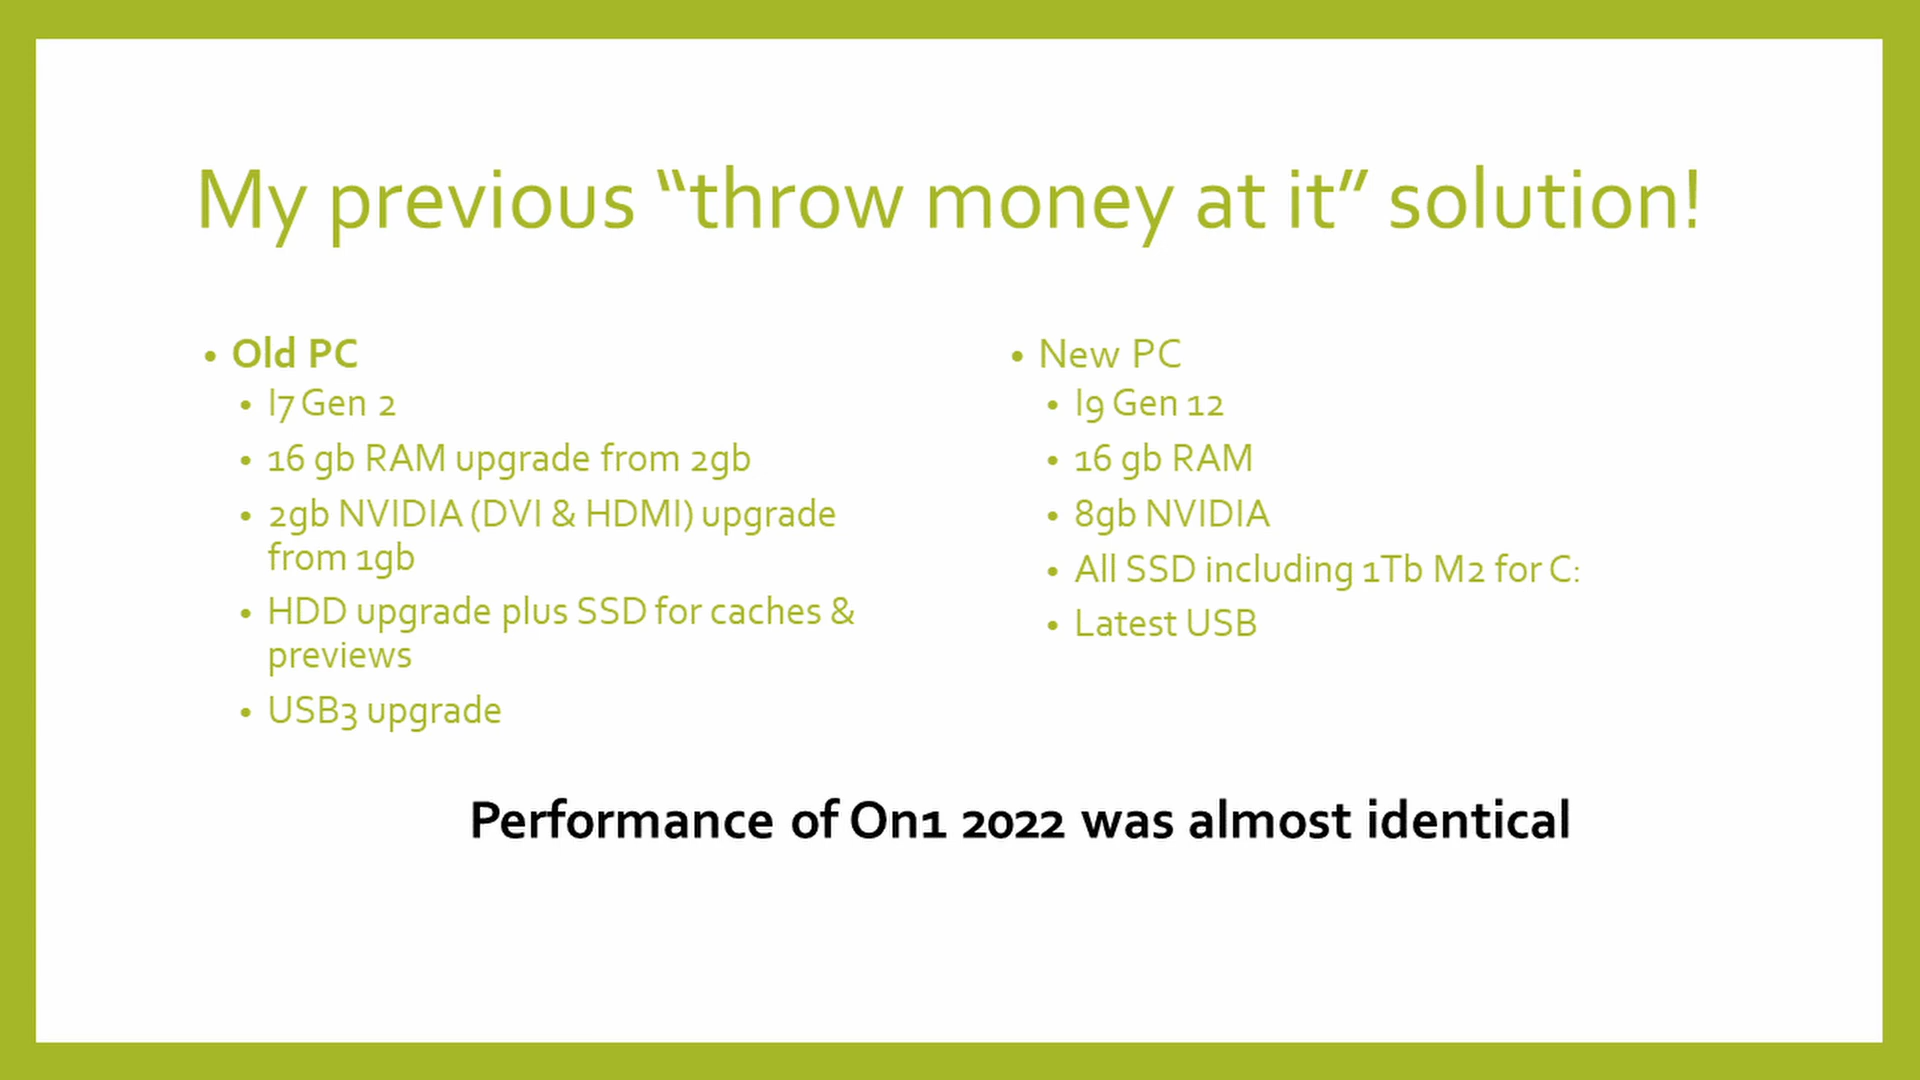 My previous “throw money at it” solution!
• Old PC
• I7 Gen 2
• 16 gb RAM upgrade from 2gb
• 2gb NVIDIA (DVI & HDMI) upgrade
from 1gb
• HDD upgrade plus SSD for caches &
previews
• USB3 upgrade
• New PC
• I9 Gen 12
• 16 gb RAM
• 8gb NVIDIA
• All SSD including 1Tb M2 for C:
• Latest USB
Performance of On1 2022 was almost identical